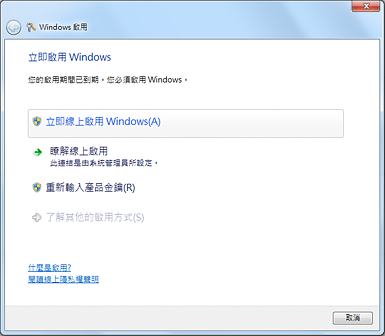 Windows 啟用
立即啟用 Windows
您的啟用期間已到期。您必須啟用 Windows。
立即線上啟用 Windows(A)
瞭解線上啟用
此連結是由系統管理員所設定。
重新輸入產品金鑰(R)
了解其他的啟用方式(S)
什麼是啟用?
閱讀線上隱私權聲明
取消